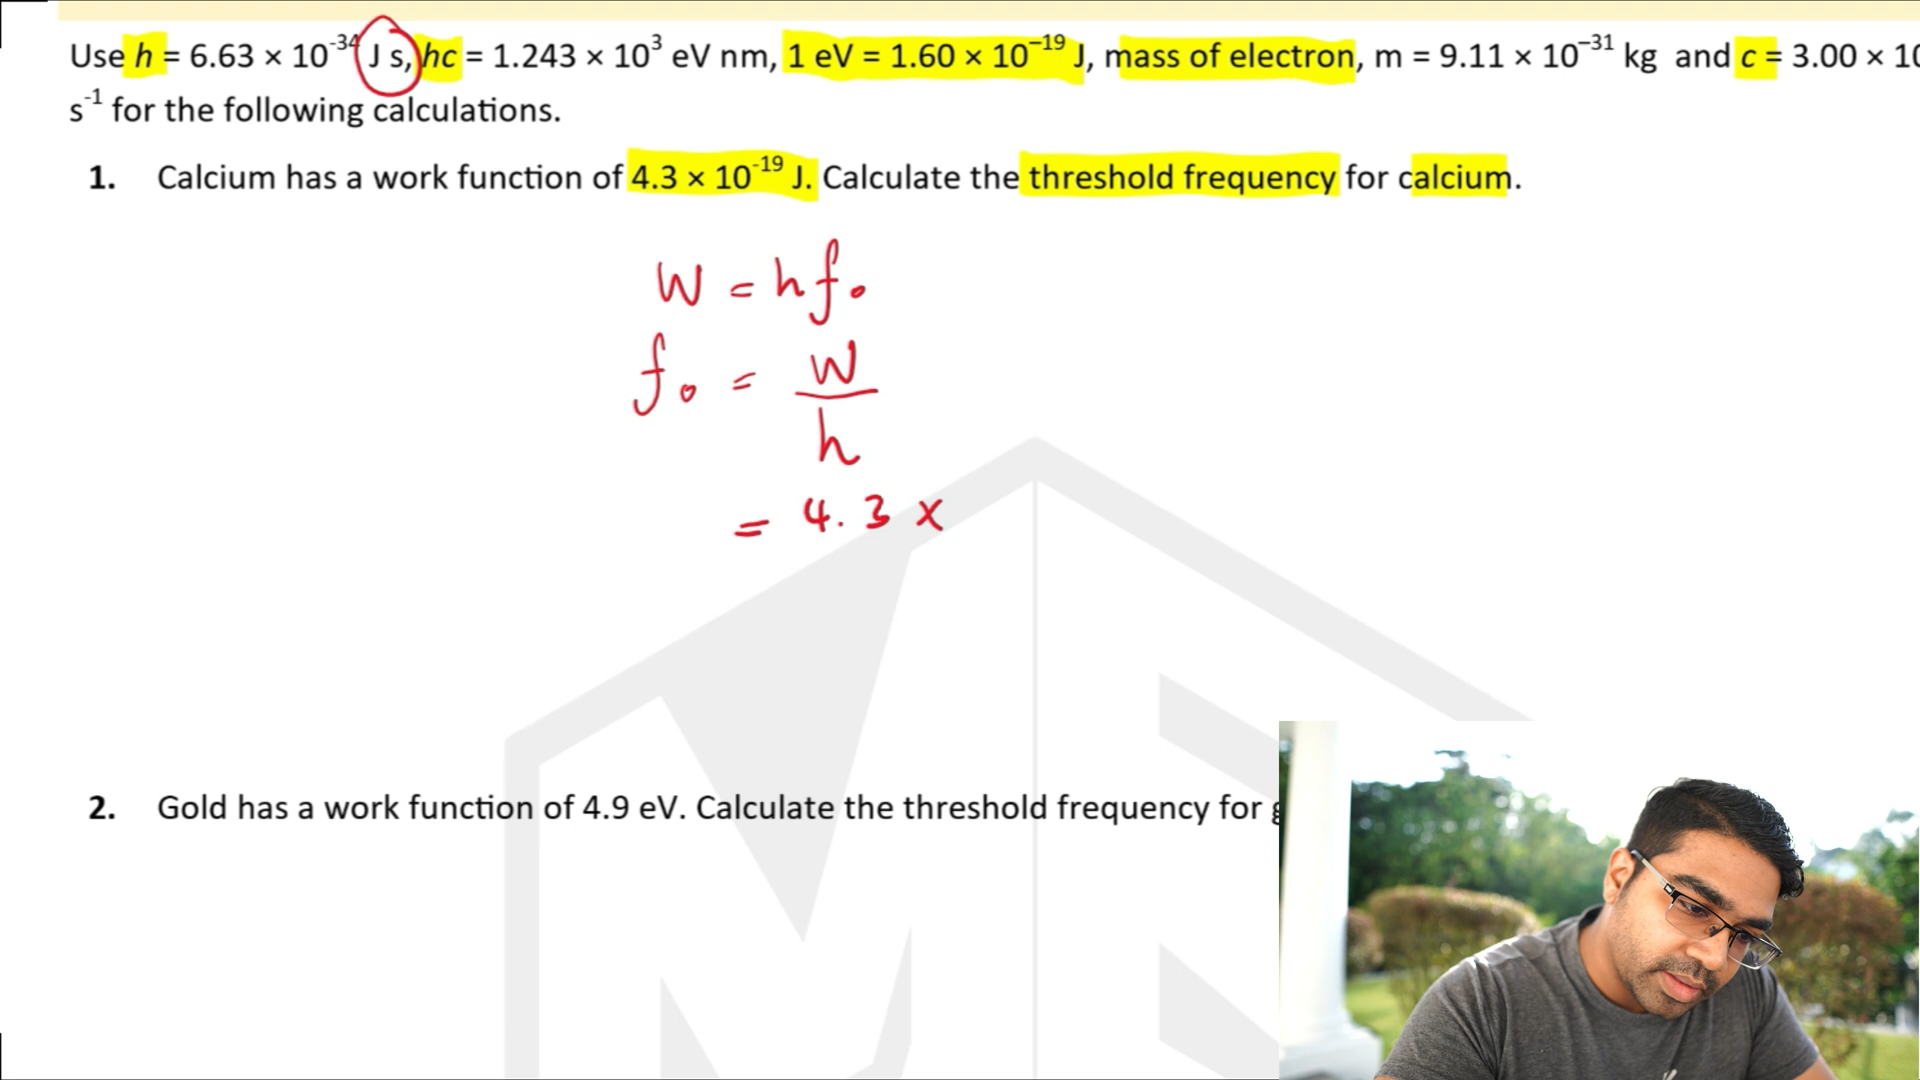 Use h = 6.63 × 10⁻³⁴ J s, hc = 1.243 × 10³ eV nm, 1 eV = 1.60 × 10⁻¹⁹ J, mass of electron, m = 9.11 × 10⁻³¹ kg and c = 3.00 × 10
s⁻¹ for the following calculations.
1. Calcium has a work function of 4.3 × 10⁻¹⁹ J. Calculate the threshold frequency for calcium.
W = hf₀
f₀ = W/h
= 4.3 ×
2. Gold has a work function of 4.9 eV. Calculate the threshold frequency for